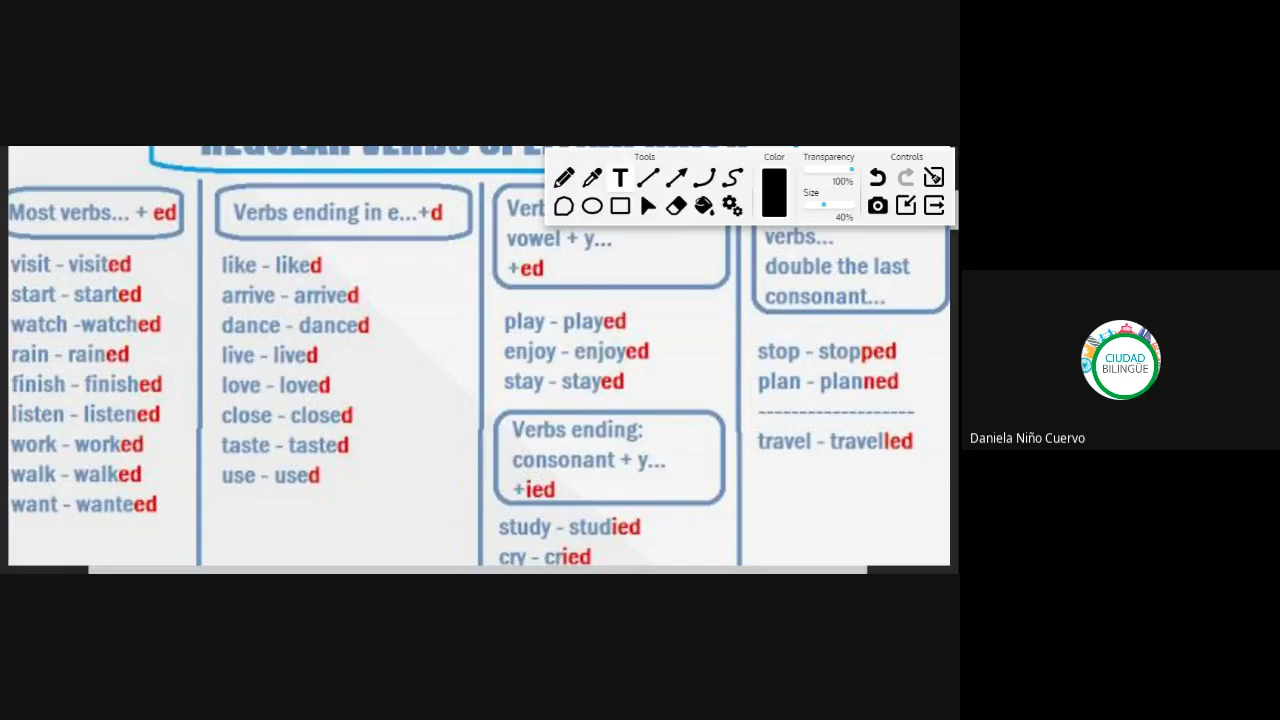 REGULAR VERBS SPELLING
Tools
Color
Transparency
100%
Size
40%
Controls
T
Most verbs... + ed
visit - visited
start - started
watch -watched
rain - rained
finish - finished
listen - listened
work - worked
walk - walked
want - wanteed
Verbs ending in e...+d
like - liked
arrive - arrived
dance - danced
live - lived
love - loved
close - closed
taste - tasted
use - used
vowel + y...
+ed
play - played
enjoy - enjoyed
stay - stayed
Verbs ending:
consonant + y...
+ied
study - studied
cry - cried
verbs...
double the last
consonant...
stop - stopped
plan - planned
-------------------
travel - travelled
CIUDAD
BILINGÜE
Daniela Niño Cuervo